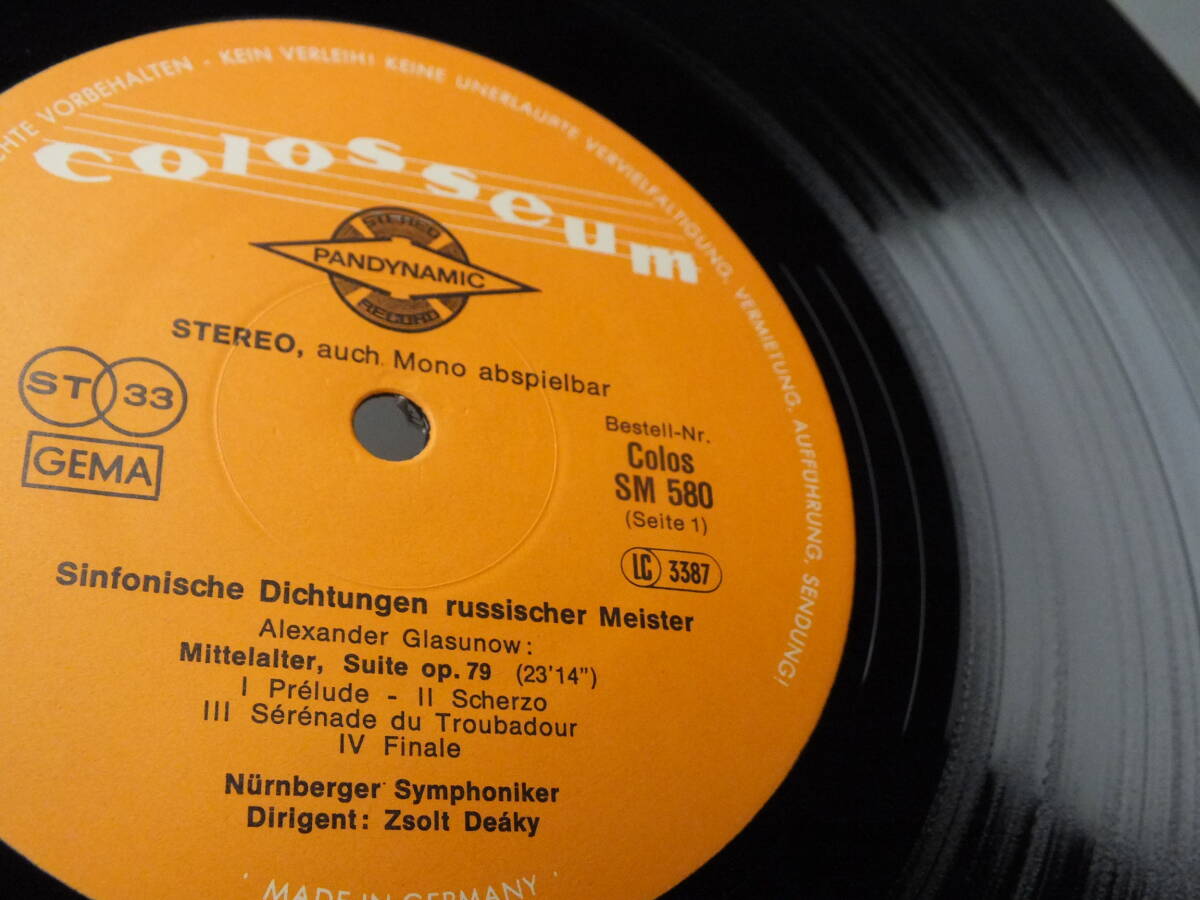 CHTE VORBEHALTEN - KEIN VERLEIH! KEINE UNERLAUBTE VERVIELFÄLTIGUNG, VERMIETUNG, AUFFÜHRUNG, SENDUNG!
Colosseum
STEREO
PANDYNAMIC
RECORD
STEREO, auch Mono abspielbar
ST 33
GEMA
Bestell-Nr.
Colos
SM 580
(Seite 1)
LC 3387
Sinfonische Dichtungen russischer Meister
Alexander Glasunow:
Mittelalter, Suite op. 79 (23'14")
I Prélude - II Scherzo
III Sérénade du Troubadour
IV Finale
Nürnberger Symphoniker
Dirigent: Zsolt Deáky
MADE IN GERMANY